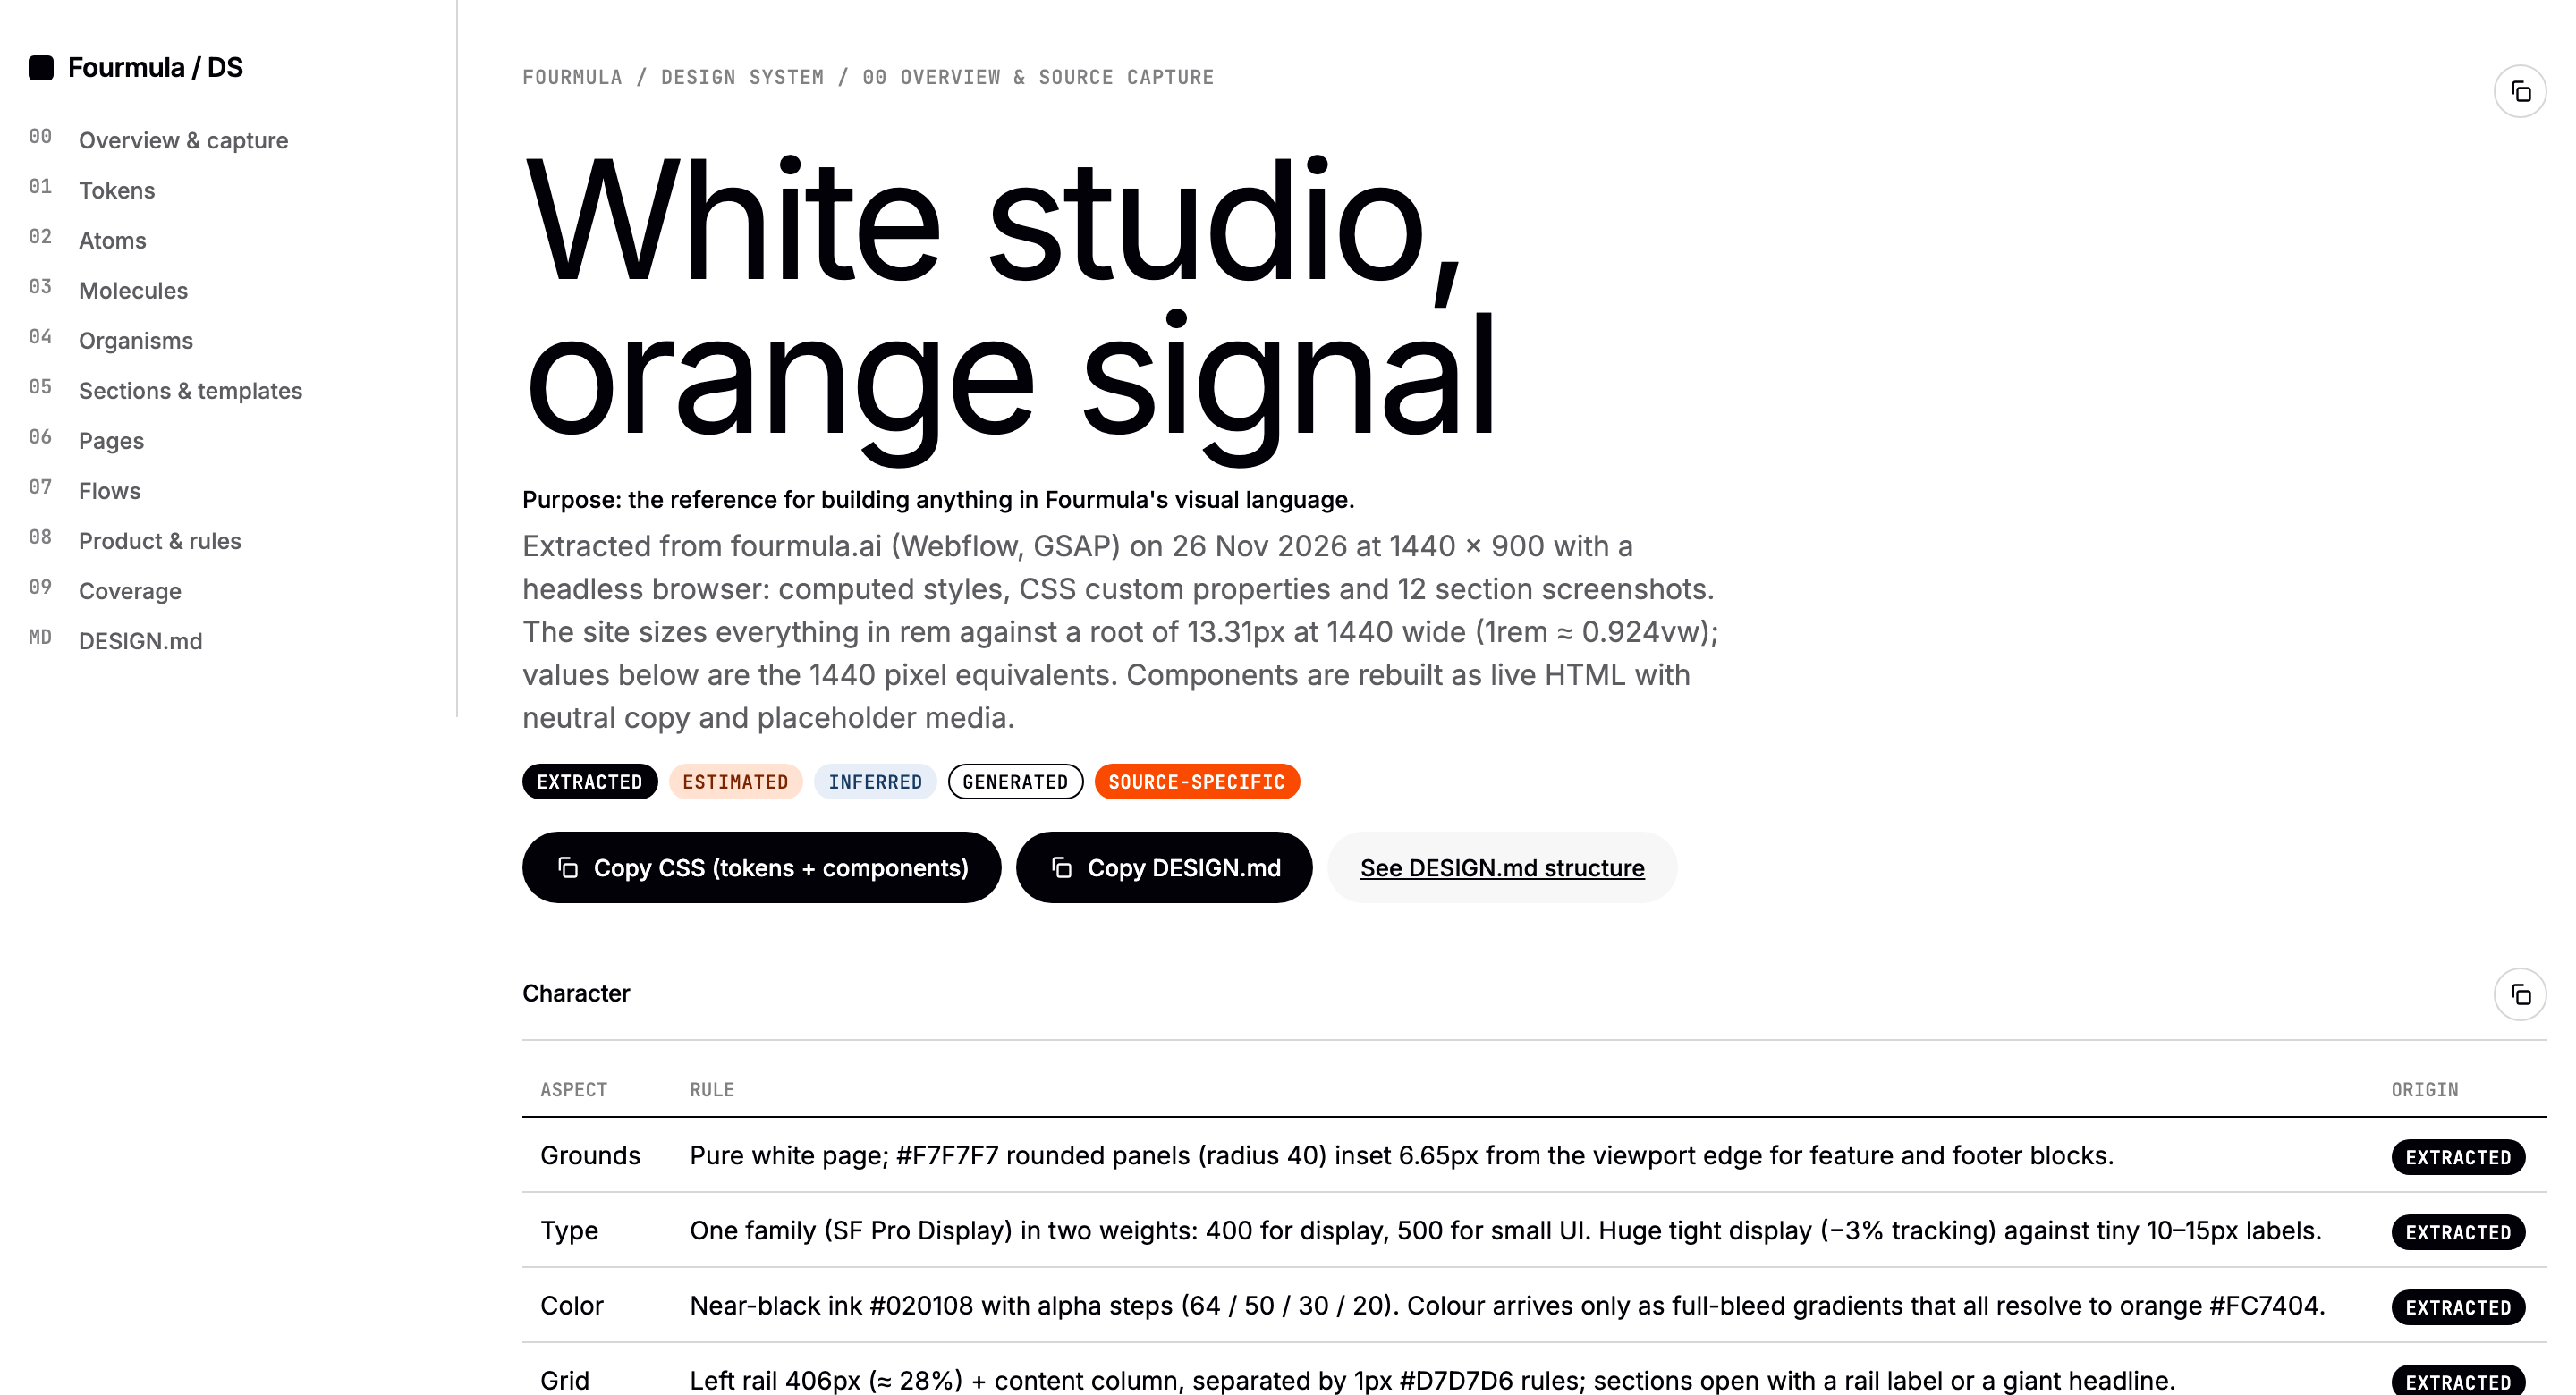 Fourmula / DS
00 Overview & capture
01 Tokens
02 Atoms
03 Molecules
04 Organisms
05 Sections & templates
06 Pages
07 Flows
08 Product & rules
09 Coverage
MD DESIGN.md
FOURMULA / DESIGN SYSTEM / 00 OVERVIEW & SOURCE CAPTURE
White studio,
orange signal
Purpose: the reference for building anything in Fourmula's visual language.
Extracted from fourmula.ai (Webflow, GSAP) on 26 Nov 2026 at 1440 × 900 with a
headless browser: computed styles, CSS custom properties and 12 section screenshots.
The site sizes everything in rem against a root of 13.31px at 1440 wide (1rem ≈ 0.924vw);
values below are the 1440 pixel equivalents. Components are rebuilt as live HTML with
neutral copy and placeholder media.
EXTRACTED ESTIMATED INFERRED GENERATED SOURCE-SPECIFIC
Copy CSS (tokens + components) Copy DESIGN.md See DESIGN.md structure
Character
ASPECT RULE ORIGIN
Grounds Pure white page; #F7F7F7 rounded panels (radius 40) inset 6.65px from the viewport edge for feature and footer blocks. EXTRACTED
Type One family (SF Pro Display) in two weights: 400 for display, 500 for small UI. Huge tight display (−3% tracking) against tiny 10–15px labels. EXTRACTED
Color Near-black ink #020108 with alpha steps (64 / 50 / 30 / 20). Colour arrives only as full-bleed gradients that all resolve to orange #FC7404. EXTRACTED
Grid Left rail 406px (≈ 28%) + content column, separated by 1px #D7D7D6 rules; sections open with a rail label or a giant headline. EXTRACTED